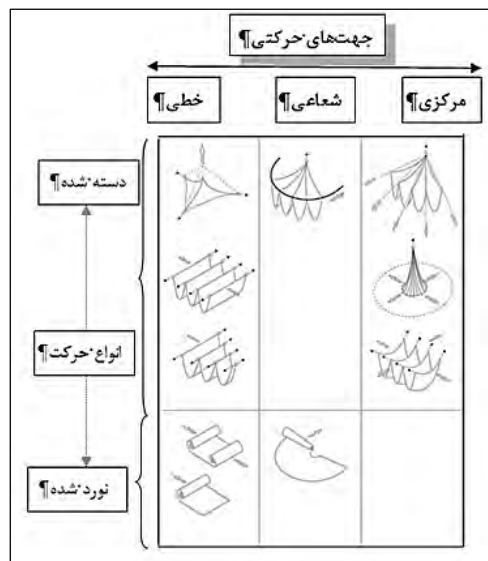 جهت‌های·حرکتی¶
مرکزی¶
شعاعی¶
خطی¶
دسته·شده¶
انواع·حرکت¶
نورد·شده¶